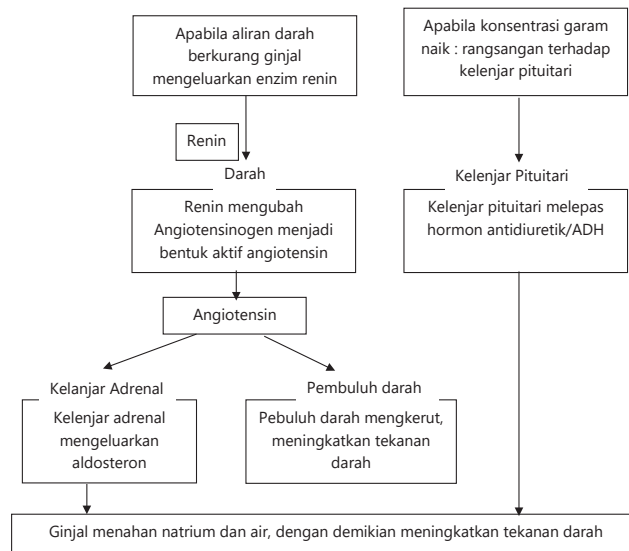 Apabila aliran darah
berkurang ginjal
mengeluarkan enzim renin
Apabila konsentrasi garam
naik : rangsangan terhadap
kelenjar pituitari
Renin
Darah
Renin mengubah
Angiotensinogen menjadi
bentuk aktif angiotensin
Kelenjar Pituitari
Kelenjar pituitari melepas
hormon antidiuretik/ADH
Angiotensin
Kelanjar Adrenal
Kelenjar adrenal
mengeluarkan
aldosteron
Pembuluh darah
Pebuluh darah mengkerut,
meningkatkan tekanan
darah
Ginjal menahan natrium dan air, dengan demikian meningkatkan tekanan darah